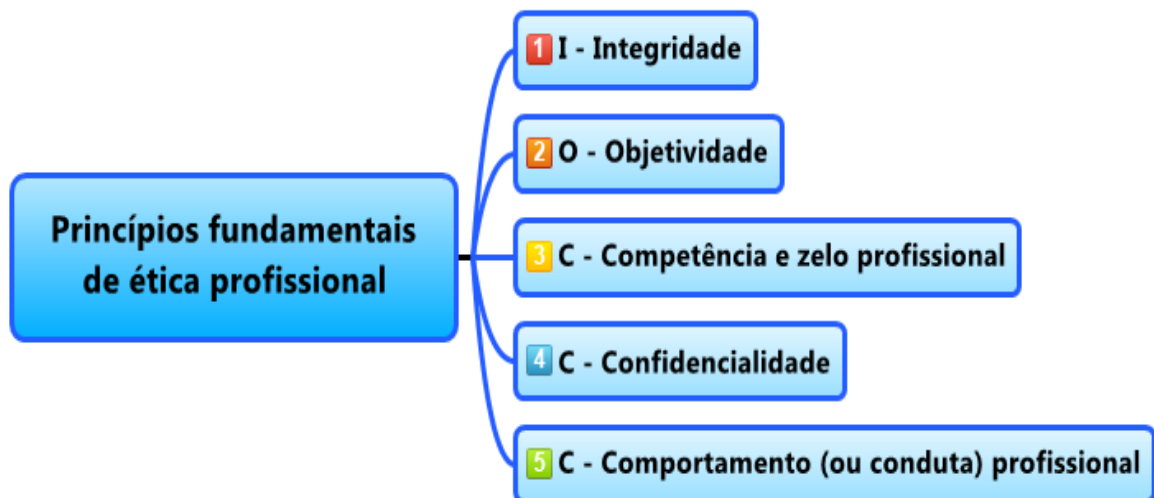 Princípios fundamentais
de ética profissional
1 I - Integridade
2 O - Objetividade
3 C - Competência e zelo profissional
4 C - Confidencialidade
5 C - Comportamento (ou conduta) profissional